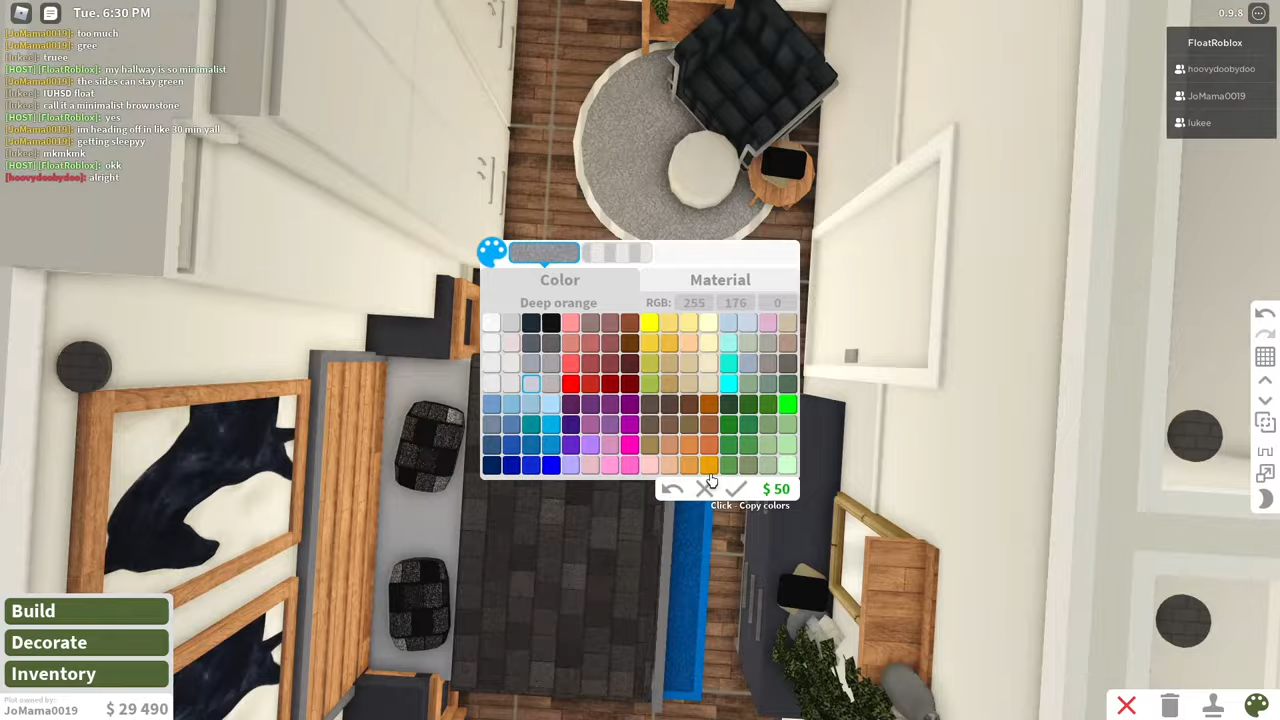 Tue. 6:30 PM
0.9.8
[JoMama0019]: too much
[JoMama0019]: gree
[lukee]: truee
[HOST] [FloatRoblox]: my hallway is so minimalist
[JoMama0019]: the sides can stay green
[lukee]: IUHSD float
[lukee]: call it a minimalist brownstone
[HOST] [FloatRoblox]: yes
[JoMama0019]: im heading off in like 30 min yall
[JoMama0019]: getting sleepyy
[lukee]: mkmkmk
[HOST] [FloatRoblox]: okk
[hoovydoobydoo]: alright
FloatRoblox
hoovydoobydoo
JoMama0019
lukee
Color
Material
Deep orange
RGB: 255 176 0
$ 50
Click - Copy colors
Build
Decorate
Inventory
Plot owned by:
JoMama0019
$ 29 490